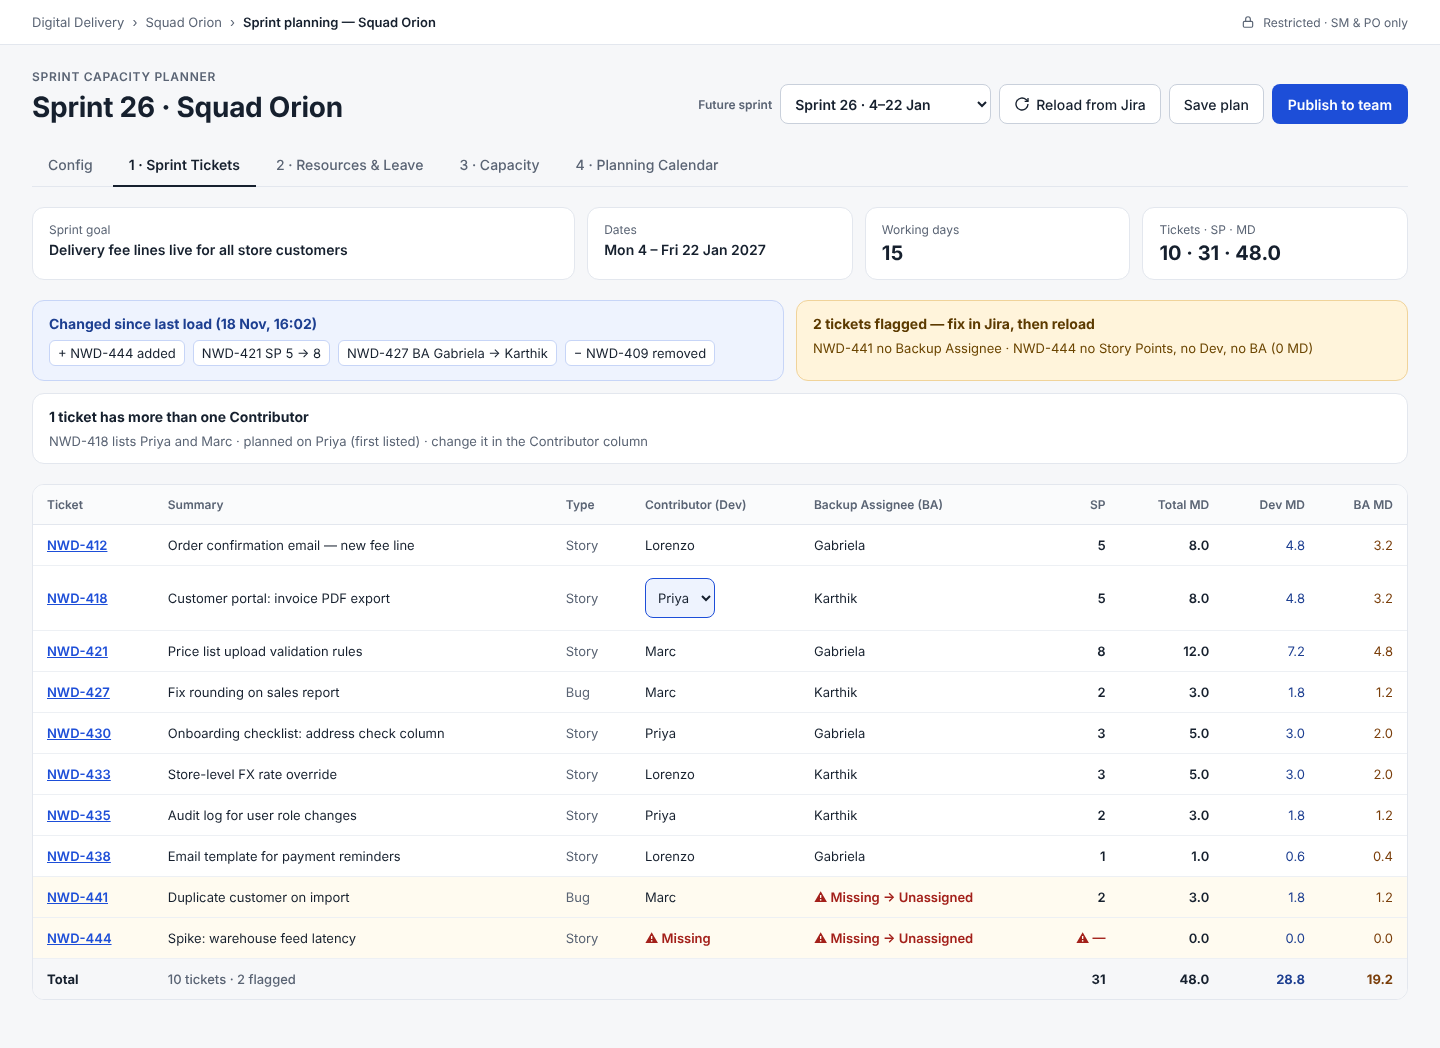 Digital Delivery › Squad Orion › Sprint planning — Squad Orion
Restricted · SM & PO only
SPRINT CAPACITY PLANNER
Sprint 26 · Squad Orion
Future sprint
Sprint 26 · 4–22 Jan
Reload from Jira
Save plan
Publish to team
Config
1 · Sprint Tickets
2 · Resources & Leave
3 · Capacity
4 · Planning Calendar
Sprint goal
Delivery fee lines live for all store customers
Dates
Mon 4 – Fri 22 Jan 2027
Working days
15
Tickets · SP · MD
10 · 31 · 48.0
Changed since last load (18 Nov, 16:02)
+ NWD-444 added
NWD-421 SP 5 → 8
NWD-427 BA Gabriela → Karthik
− NWD-409 removed
2 tickets flagged — fix in Jira, then reload
NWD-441 no Backup Assignee · NWD-444 no Story Points, no Dev, no BA (0 MD)
1 ticket has more than one Contributor
NWD-418 lists Priya and Marc · planned on Priya (first listed) · change it in the Contributor column
Ticket Summary Type Contributor (Dev) Backup Assignee (BA) SP Total MD Dev MD BA MD
NWD-412 Order confirmation email — new fee line Story Lorenzo Gabriela 5 8.0 4.8 3.2
NWD-418 Customer portal: invoice PDF export Story Priya Karthik 5 8.0 4.8 3.2
NWD-421 Price list upload validation rules Story Marc Gabriela 8 12.0 7.2 4.8
NWD-427 Fix rounding on sales report Bug Marc Karthik 2 3.0 1.8 1.2
NWD-430 Onboarding checklist: address check column Story Priya Gabriela 3 5.0 3.0 2.0
NWD-433 Store-level FX rate override Story Lorenzo Karthik 3 5.0 3.0 2.0
NWD-435 Audit log for user role changes Story Priya Karthik 2 3.0 1.8 1.2
NWD-438 Email template for payment reminders Story Lorenzo Gabriela 1 1.0 0.6 0.4
NWD-441 Duplicate customer on import Bug Marc ⚠ Missing → Unassigned 2 3.0 1.8 1.2
NWD-444 Spike: warehouse feed latency Story ⚠ Missing ⚠ Missing → Unassigned ⚠ — 0.0 0.0 0.0
Total 10 tickets · 2 flagged 31 48.0 28.8 19.2